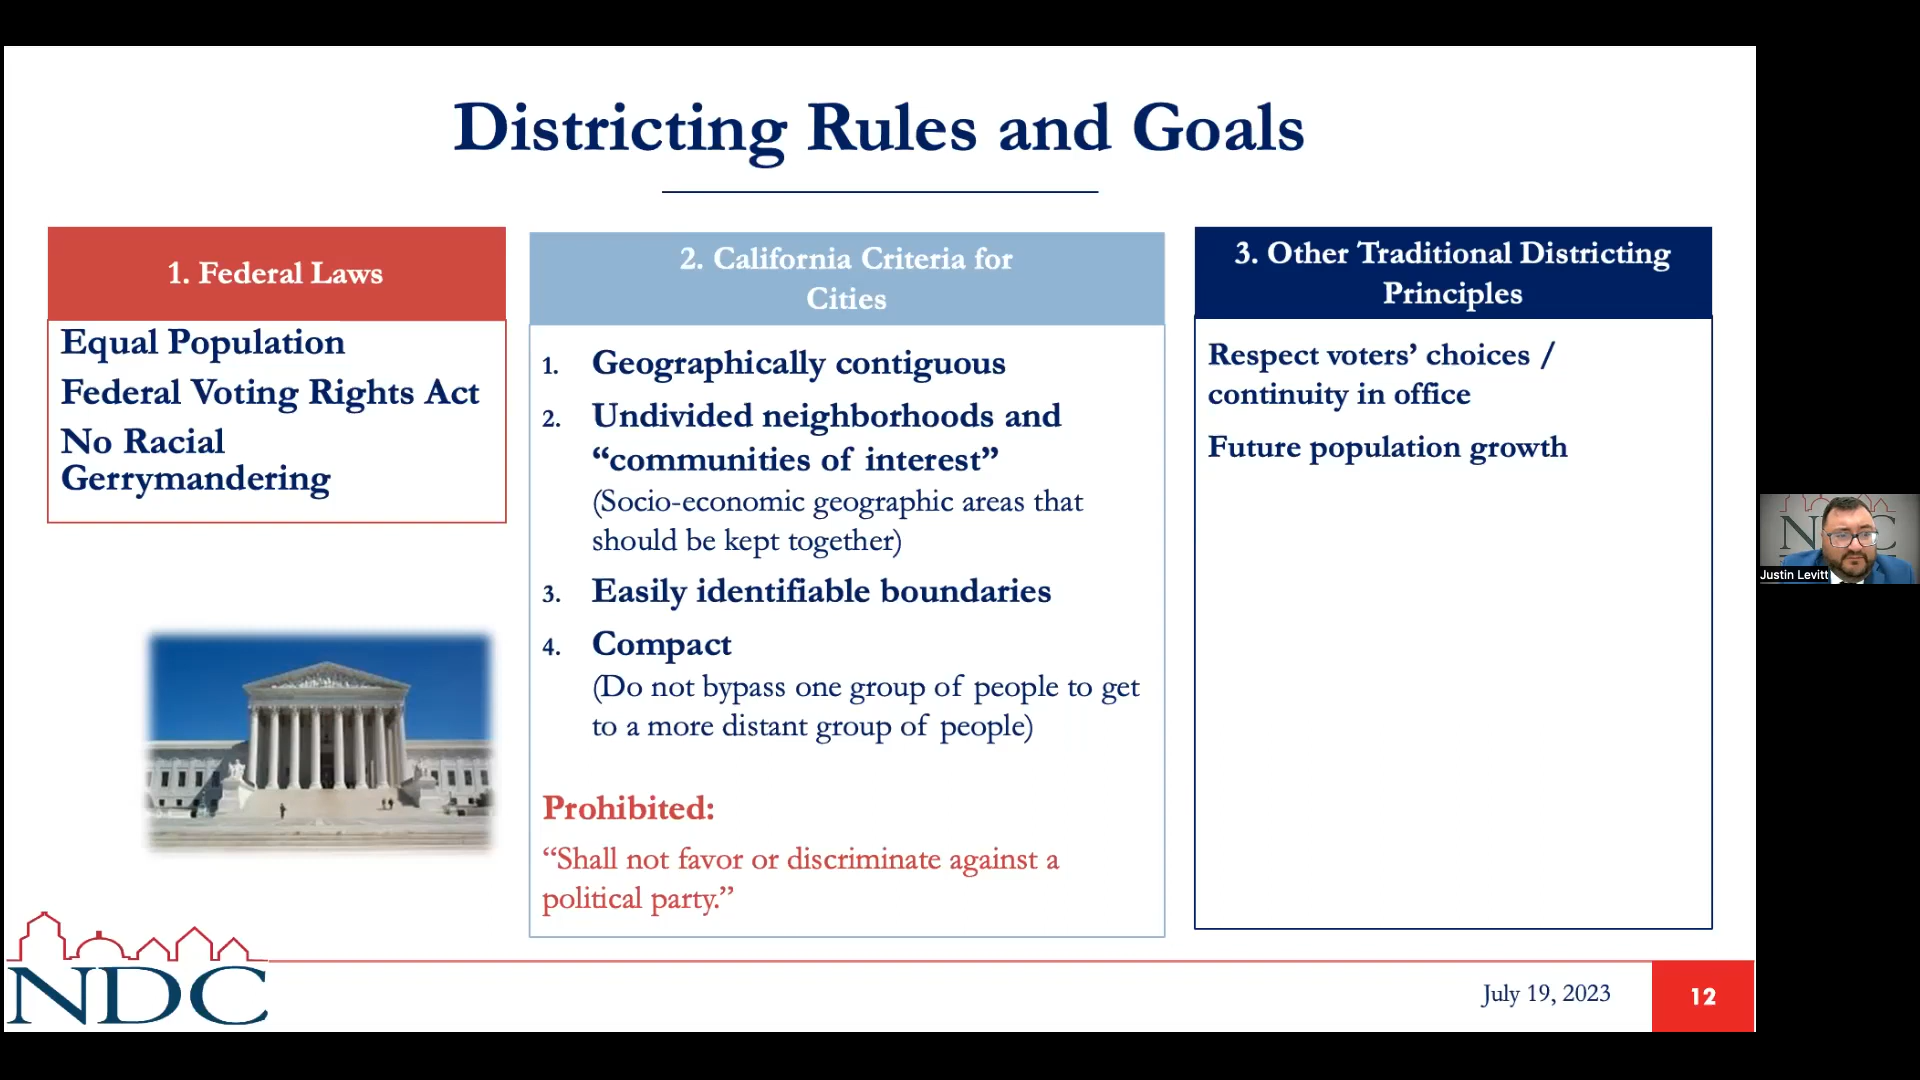 Districting Rules and Goals
1. Federal Laws
Equal Population
Federal Voting Rights Act
No Racial
Gerrymandering
2. California Criteria for
Cities
1. Geographically contiguous
2. Undivided neighborhoods and
“communities of interest”
(Socio-economic geographic areas that
should be kept together)
3. Easily identifiable boundaries
4. Compact
(Do not bypass one group of people to get
to a more distant group of people)
Prohibited:
“Shall not favor or discriminate against a
political party.”
3. Other Traditional Districting
Principles
Respect voters’ choices /
continuity in office
Future population growth
NDC
Justin Levitt
NDC
July 19, 2023
12